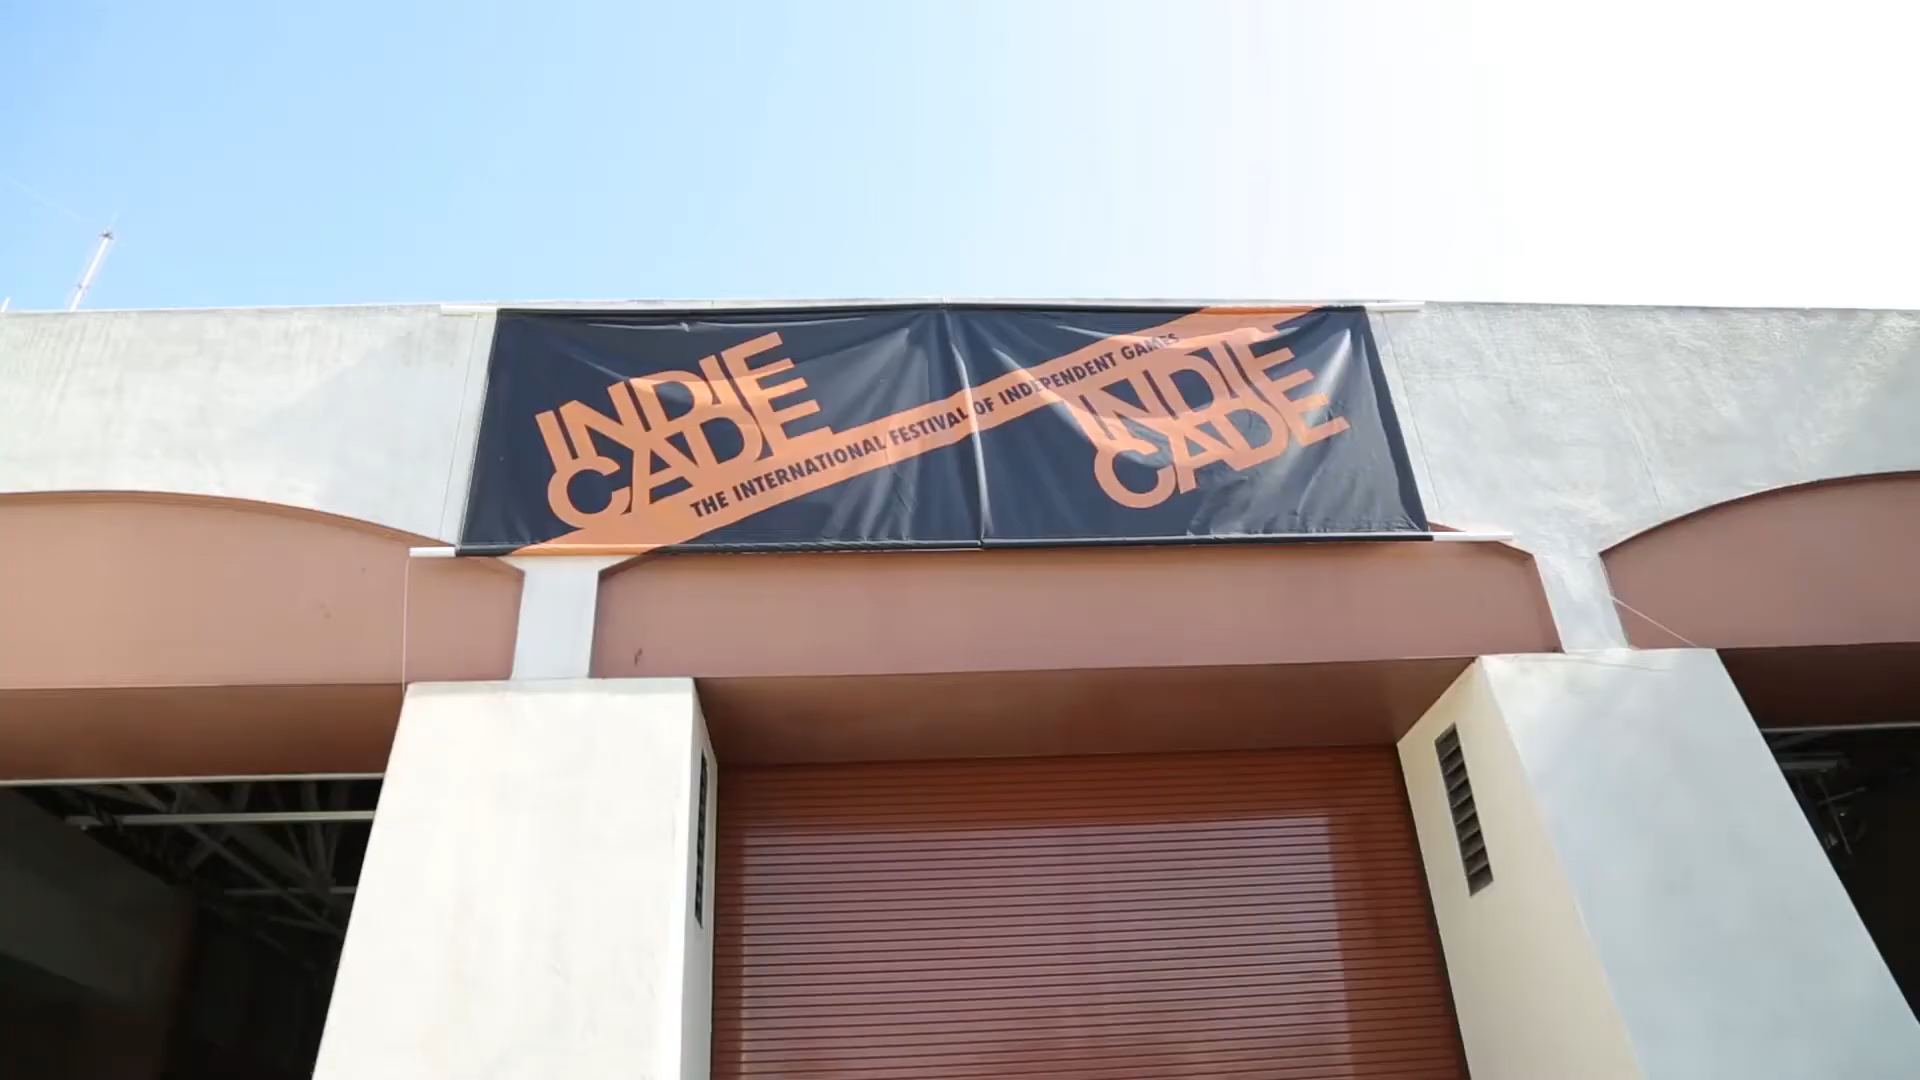 INDIE
CADE
THE INTERNATIONAL FESTIVAL OF INDEPENDENT GAMES
INDIE
CADE